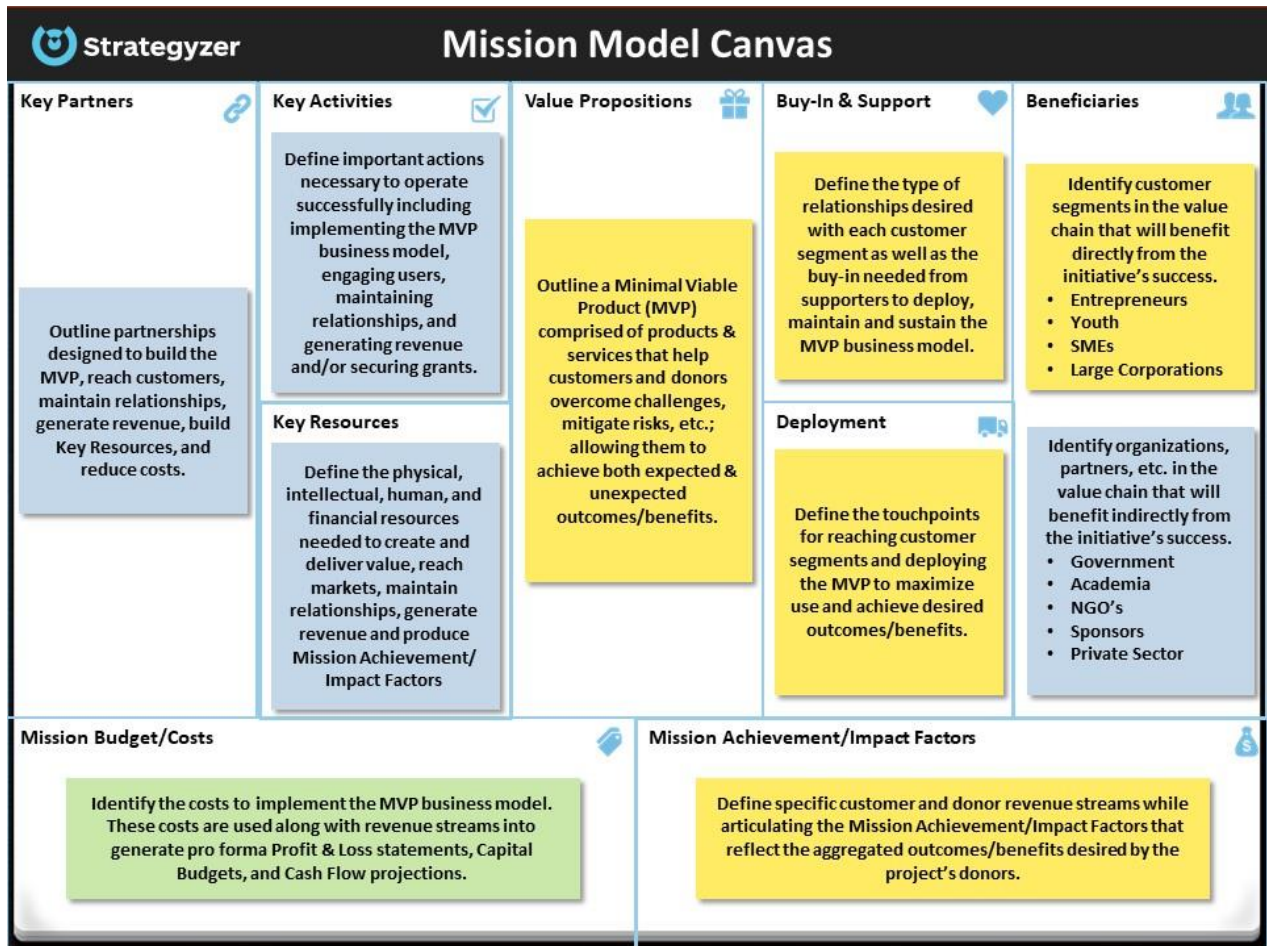 Strategyzer
Mission Model Canvas
Key Partners
Outline partnerships
designed to build the
MVP, reach customers,
maintain relationships,
generate revenue, build
Key Resources, and
reduce costs.
Key Activities
Define important actions
necessary to operate
successfully including
implementing the MVP
business model,
engaging users,
maintaining
relationships, and
generating revenue
and/or securing grants.
Key Resources
Define the physical,
intellectual, human, and
financial resources
needed to create and
deliver value, reach
markets, maintain
relationships, generate
revenue and produce
Mission Achievement/
Impact Factors
Value Propositions
Outline a Minimal Viable
Product (MVP)
comprised of products &
services that help
customers and donors
overcome challenges,
mitigate risks, etc.;
allowing them to
achieve both expected &
unexpected
outcomes/benefits.
Buy-In & Support
Define the type of
relationships desired
with each customer
segment as well as the
buy-in needed from
supporters to deploy,
maintain and sustain the
MVP business model.
Deployment
Define the touchpoints
for reaching customer
segments and deploying
the MVP to maximize
use and achieve desired
outcomes/benefits.
Beneficiaries
Identify customer
segments in the value
chain that will benefit
directly from the
initiative's success.
• Entrepreneurs
• Youth
• SMEs
• Large Corporations
Identify organizations,
partners, etc. in the
value chain that will
benefit indirectly from
the initiative's success.
• Government
• Academia
• NGO's
• Sponsors
• Private Sector
Mission Budget/Costs
Identify the costs to implement the MVP business model.
These costs are used along with revenue streams into
generate pro forma Profit & Loss statements, Capital
Budgets, and Cash Flow projections.
Mission Achievement/Impact Factors
$
Define specific customer and donor revenue streams while
articulating the Mission Achievement/Impact Factors that
reflect the aggregated outcomes/benefits desired by the
project's donors.